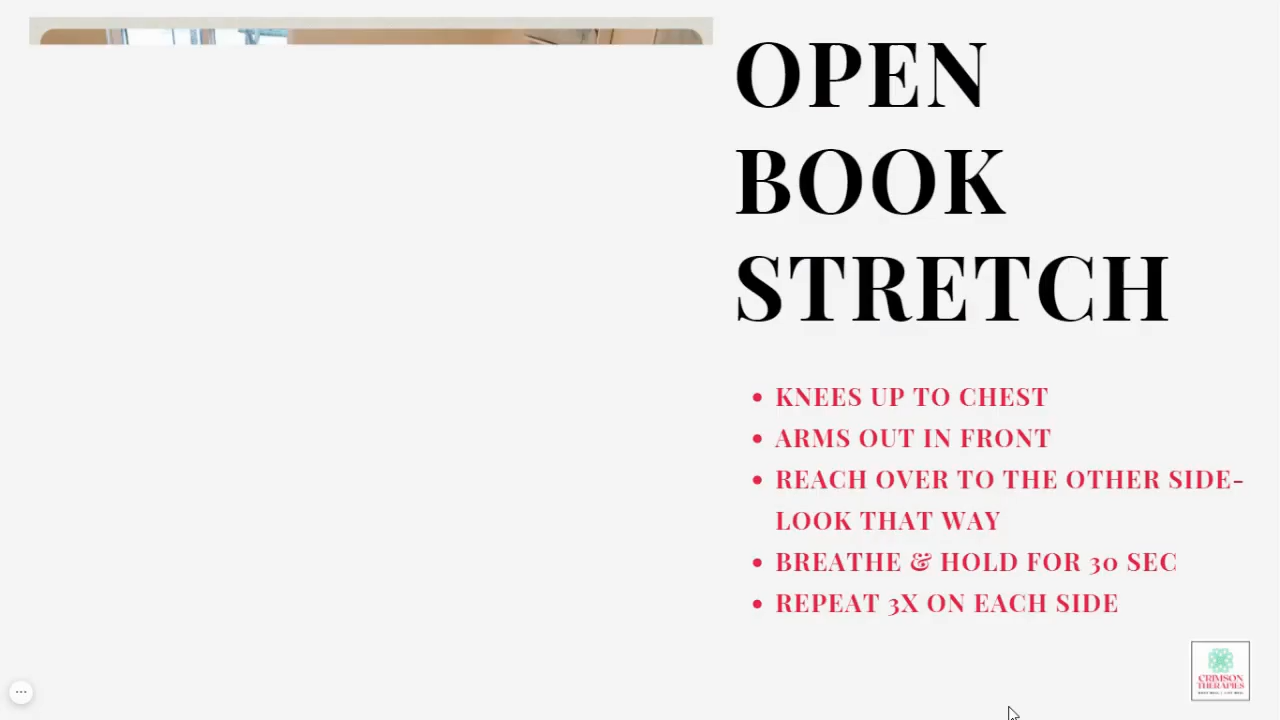 OPEN
BOOK
STRETCH
• KNEES UP TO CHEST
• ARMS OUT IN FRONT
• REACH OVER TO THE OTHER SIDE-
LOOK THAT WAY
• BREATHE & HOLD FOR 30 SEC
• REPEAT 3X ON EACH SIDE
CRIMSON
THERAPIES